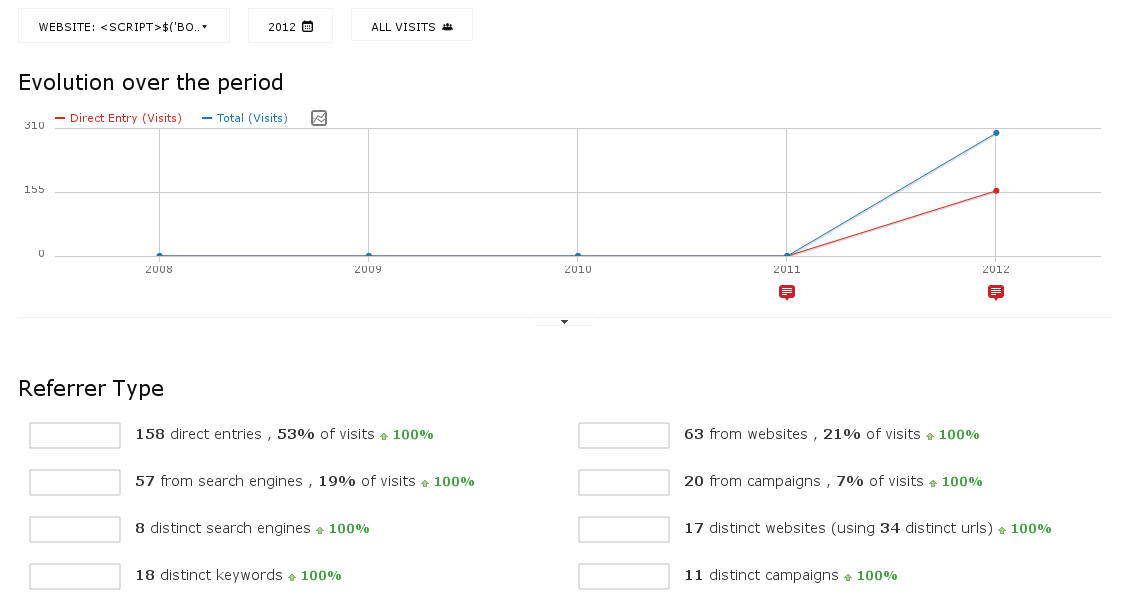 WEBSITE: <SCRIPT>$('BO..
2012
ALL VISITS
Evolution over the period
Direct Entry (Visits) Total (Visits)
310
155
0
2008 2009 2010 2011 2012
Referrer Type
158 direct entries , 53% of visits 100%
63 from websites , 21% of visits 100%
57 from search engines , 19% of visits 100%
20 from campaigns , 7% of visits 100%
8 distinct search engines 100%
17 distinct websites (using 34 distinct urls) 100%
18 distinct keywords 100%
11 distinct campaigns 100%